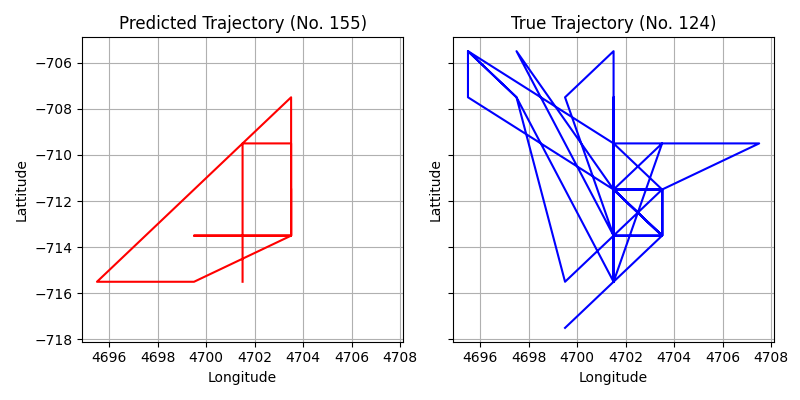 Predicted Trajectory (No. 155)
True Trajectory (No. 124)
Lattitude
−706
−708
−710
−712
−714
−716
−718
4696 4698 4700 4702 4704 4706 4708
Longitude
Lattitude
4696 4698 4700 4702 4704 4706 4708
Longitude